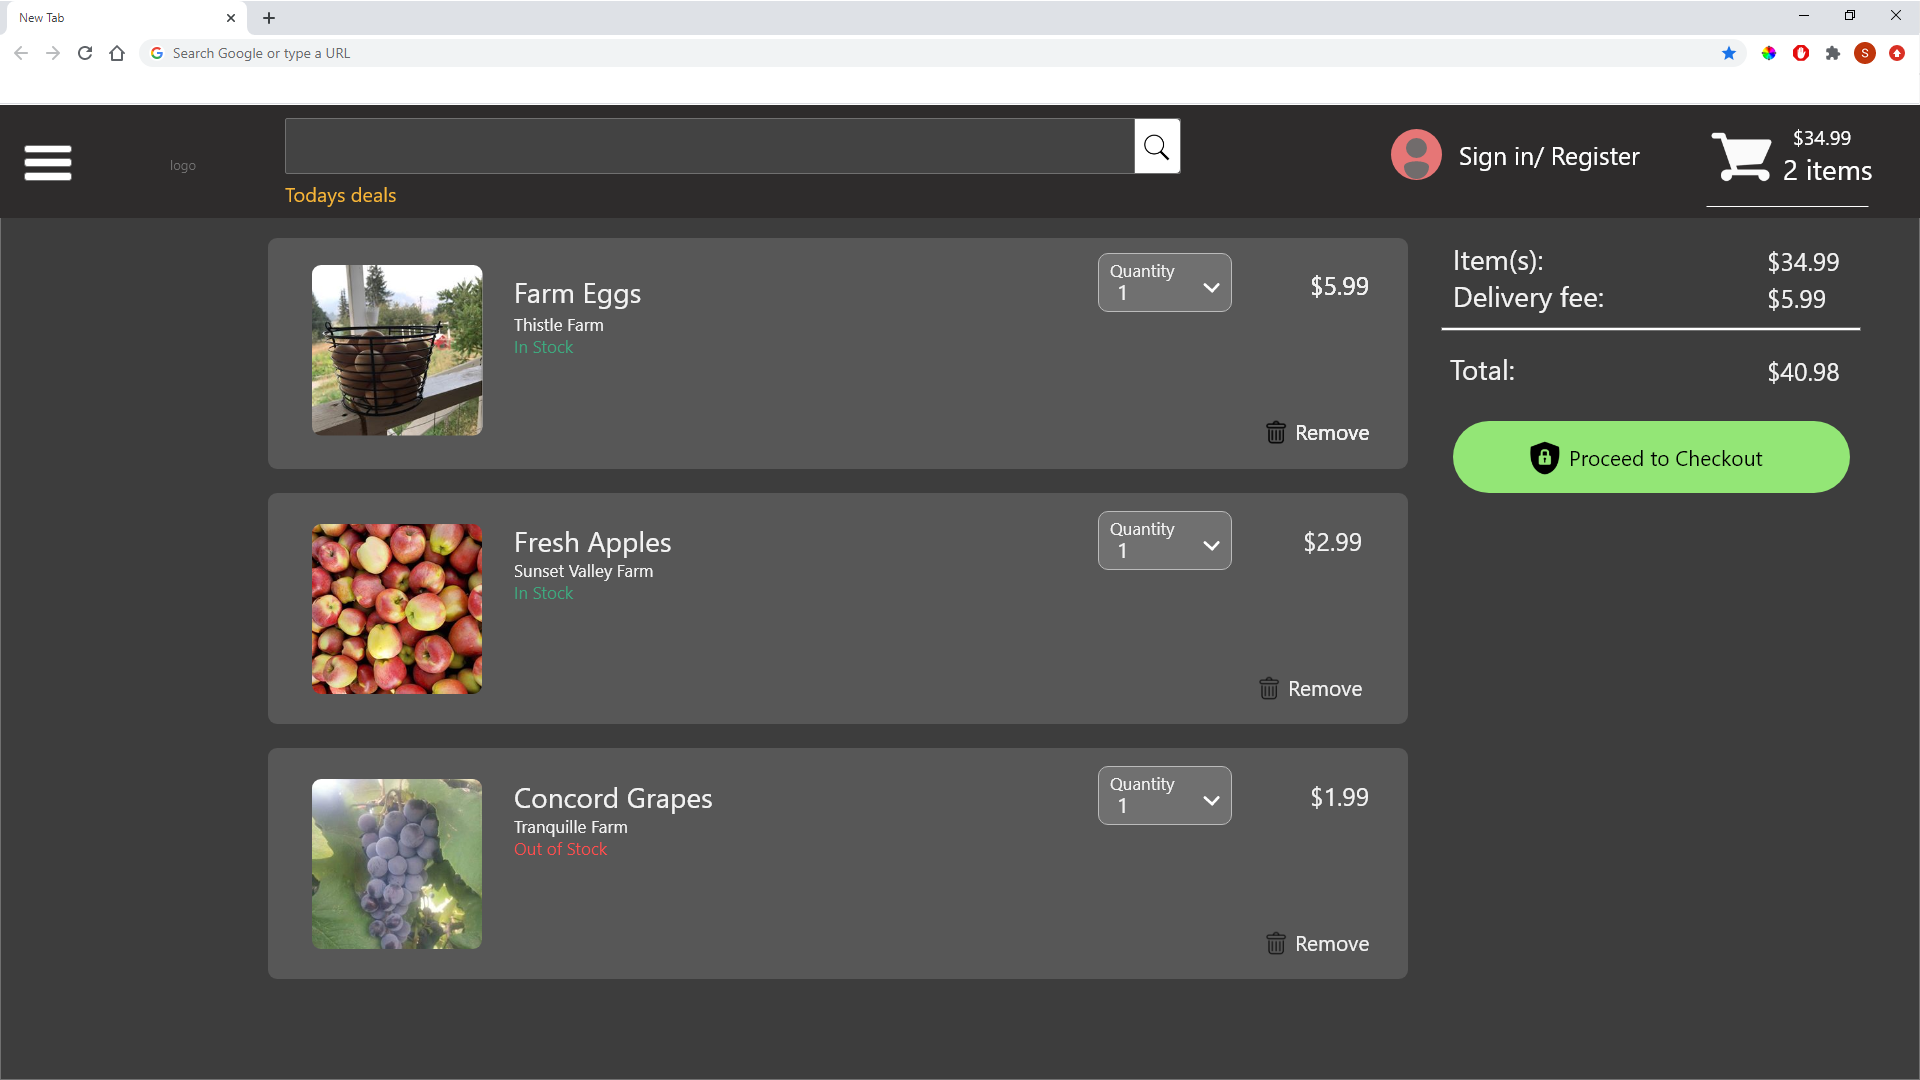 New Tab
Search Google or type a URL
S
logo
Todays deals
Sign in/ Register
$34.99
2 items
Farm Eggs
Thistle Farm
In Stock
Quantity
1
$5.99
Remove
Fresh Apples
Sunset Valley Farm
In Stock
Quantity
1
$2.99
Remove
Concord Grapes
Tranquille Farm
Out of Stock
Quantity
1
$1.99
Remove
Item(s): $34.99
Delivery fee: $5.99
Total: $40.98
Proceed to Checkout